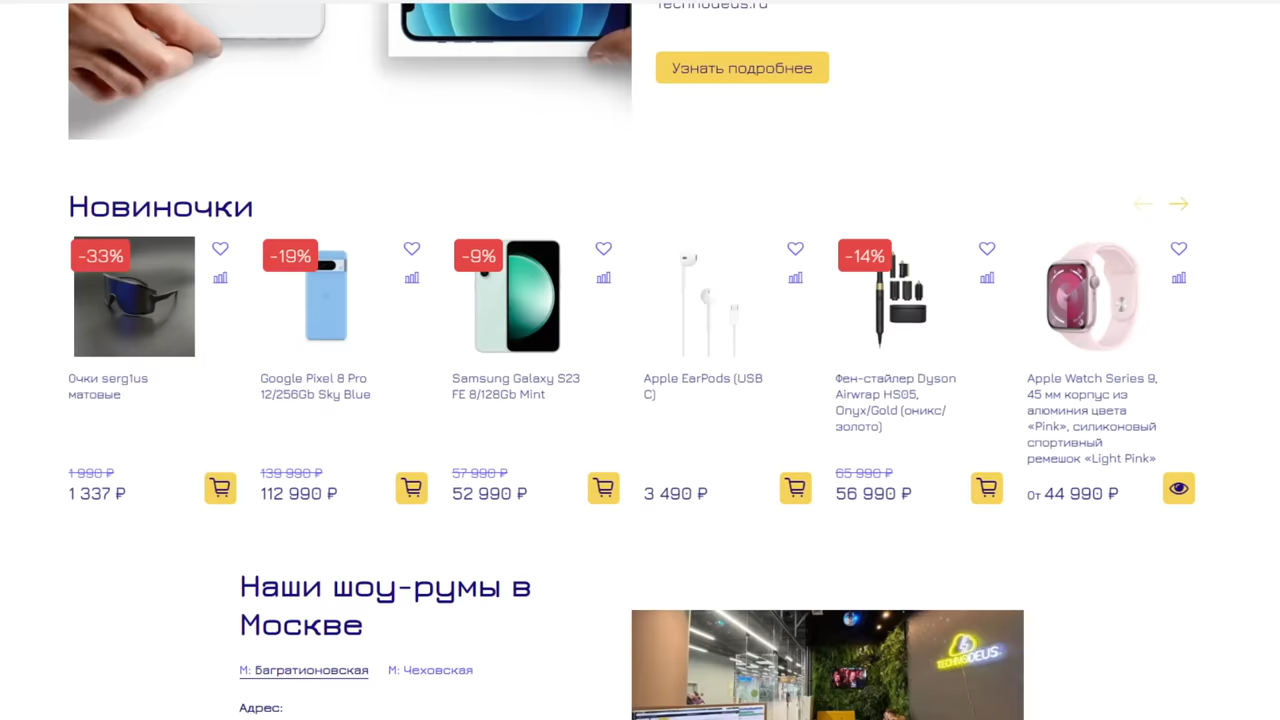 technodeus.ru
Узнать подробнее
Новиночки
-33%
-19%
-9%
-14%
Очки serg1us
матовые
1 990 ₽
1 337 ₽
Google Pixel 8 Pro
12/256Gb Sky Blue
139 990 ₽
112 990 ₽
Samsung Galaxy S23
FE 8/128Gb Mint
57 990 ₽
52 990 ₽
Apple EarPods (USB
C)
3 490 ₽
Фен-стайлер Dyson
Airwrap HS05,
Onyx/Gold (оникс/
золото)
65 990 ₽
56 990 ₽
Apple Watch Series 9,
45 мм корпус из
алюминия цвета
«Pink», силиконовый
спортивный
ремешок «Light Pink»
От 44 990 ₽
Наши шоу-румы в
Москве
М: багратионовская
М: Чеховская
Адрес:
TECHNODEUS